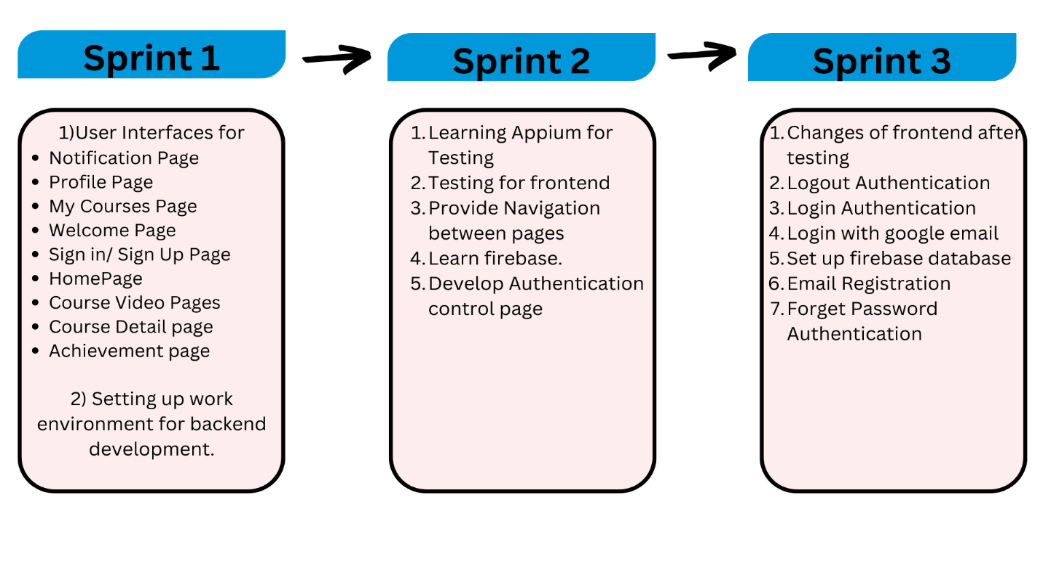 Sprint 1
1)User Interfaces for
• Notification Page
• Profile Page
• My Courses Page
• Welcome Page
• Sign in/ Sign Up Page
• HomePage
• Course Video Pages
• Course Detail page
• Achievement page
2) Setting up work
environment for backend
development.
Sprint 2
1. Learning Appium for
Testing
2. Testing for frontend
3. Provide Navigation
between pages
4. Learn firebase.
5. Develop Authentication
control page
Sprint 3
1. Changes of frontend after
testing
2. Logout Authentication
3. Login Authentication
4. Login with google email
5. Set up firebase database
6. Email Registration
7. Forget Password
Authentication